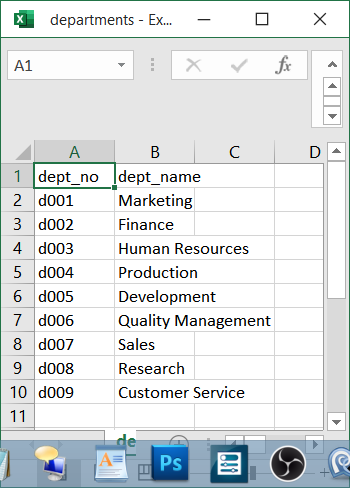 departments - Ex...
A1
fx
A B C D
1 dept_no dept_name
2 d001 Marketing
3 d002 Finance
4 d003 Human Resources
5 d004 Production
6 d005 Development
7 d006 Quality Management
8 d007 Sales
9 d008 Research
10 d009 Customer Service
11
de
Ps